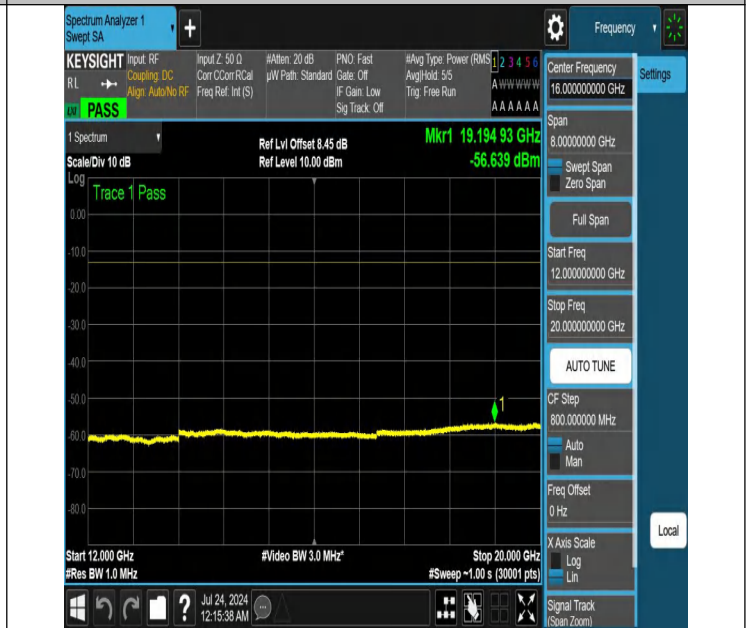 Spectrum Analyzer 1
Swept SA
+
Frequency
KEYSIGHT
RL
LXI
PASS
Input: RF
Coupling: DC
Align: Auto/No RF
Input Z: 50 Ω
Corr CCorr RCal
Freq Ref: Int (S)
#Atten: 20 dB
µW Path: Standard
PNO: Fast
Gate: Off
IF Gain: Low
Sig Track: Off
#Avg Type: Power (RMS
Avg|Hold: 5/5
Trig: Free Run
1 2 3 4 5 6
A W W W W W
A A A A A A
1 Spectrum
Scale/Div 10 dB
Ref Lvl Offset 8.45 dB
Ref Level 10.00 dBm
Mkr1 19.194 93 GHz
-56.639 dBm
Log
Trace 1 Pass
0.00
-10.0
-20.0
-30.0
-40.0
-50.0
-60.0
-70.0
-80.0
1
Start 12.000 GHz
#Res BW 1.0 MHz
#Video BW 3.0 MHz*
Stop 20.000 GHz
#Sweep ~1.00 s (30001 pts)
?
Jul 24, 2024
12:15:38 AM
Center Frequency
16.000000000 GHz
Span
8.00000000 GHz
Swept Span
Zero Span
Full Span
Start Freq
12.000000000 GHz
Stop Freq
20.000000000 GHz
AUTO TUNE
CF Step
800.000000 MHz
Auto
Man
Freq Offset
0 Hz
X Axis Scale
Log
Lin
Signal Track
(Span Zoom)
Settings
Local